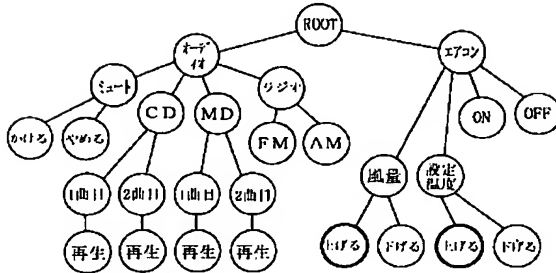 ROOT
オーデ
ィオ
エアコン
ミュート
CD
MD
ラジオ
ON
OFF
かける
やめる
FM
AM
風量
設定
温度
1曲目
2曲目
1曲目
2曲目
上げる
下げる
上げる
下げる
再生
再生
再生
再生